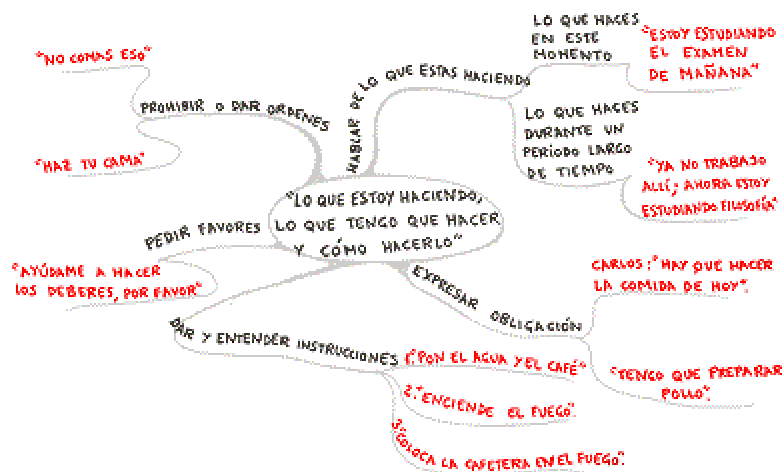 "LO QUE ESTOY HACIENDO,
LO QUE TENGO QUE HACER
Y CÓMO HACERLO"
PROHIBIR O DAR ORDENES
"NO COMAS ESO"
"HAZ TU CAMA"
HABLAR DE LO QUE ESTAS HACIENDO
LO QUE HACES
EN ESTE
MOMENTO
"ESTOY ESTUDIANDO
EL EXAMEN
DE MAÑANA"
LO QUE HACES
DURANTE UN
PERÍODO LARGO
DE TIEMPO
"YA NO TRABAJO
ALLÍ; AHORA ESTOY
ESTUDIANDO FILOSOFÍA"
PEDIR FAVORES
"AYÚDAME A HACER
LOS DEBERES, POR FAVOR"
EXPRESAR OBLIGACIÓN
CARLOS: "HAY QUE HACER
LA COMIDA DE HOY".
"TENGO QUE PREPARAR
POLLO".
DAR Y ENTENDER INSTRUCCIONES
1."PON EL AGUA Y EL CAFÉ"
2."ENCIENDE EL FUEGO".
3."COLOCA LA CAFETERA EN EL FUEGO".